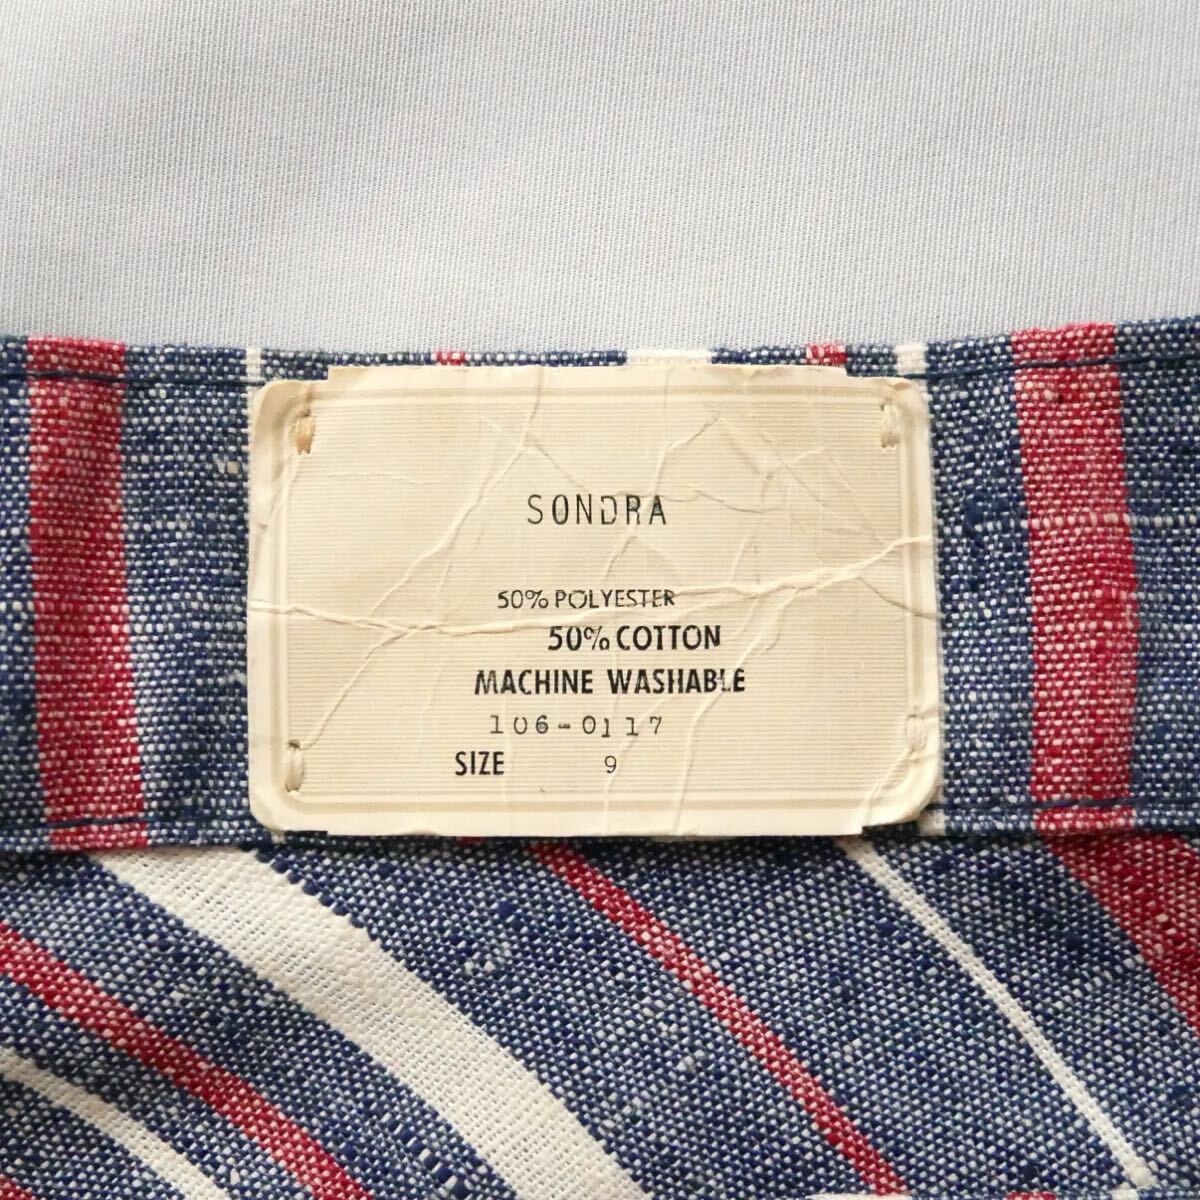 SONDRA
50% POLYESTER
50% COTTON
MACHINE WASHABLE
106-0117
SIZE 9